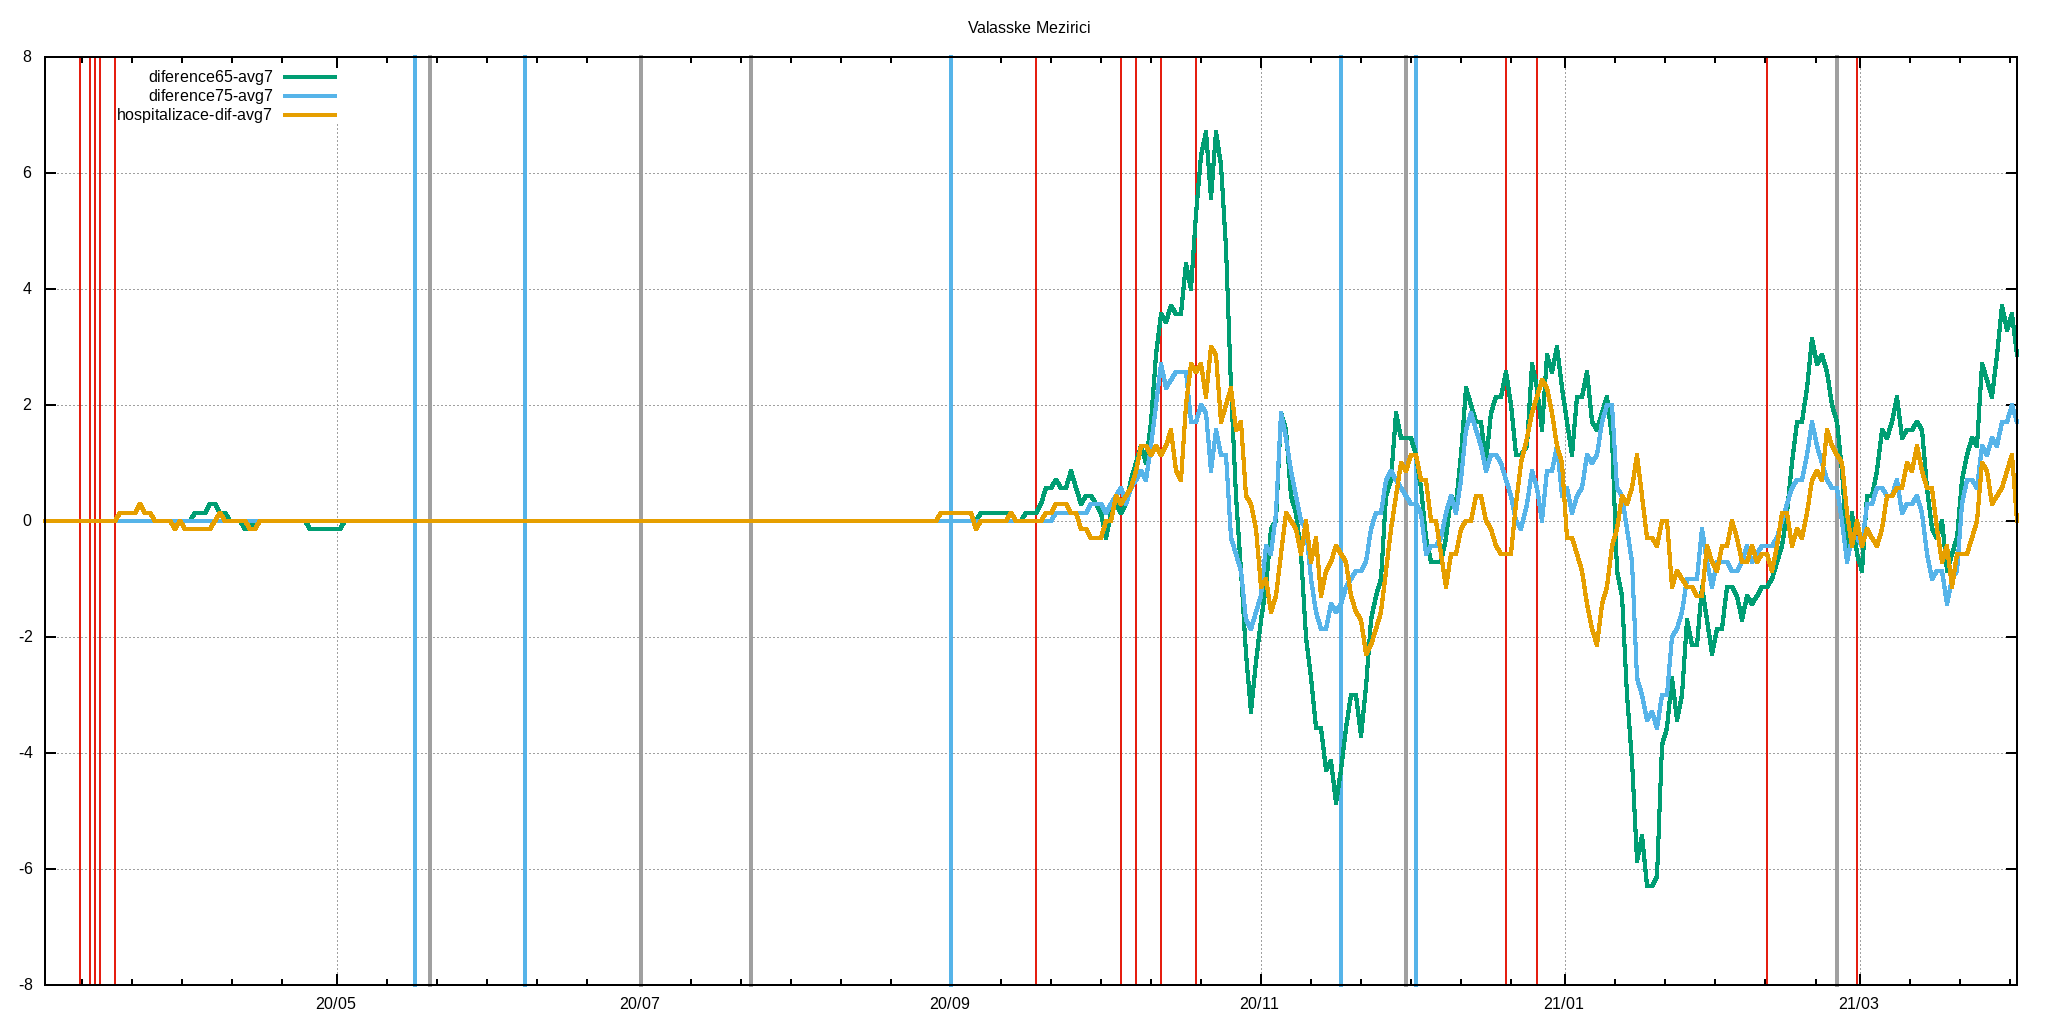 Valasske Mezirici
8
diference65-avg7
diference75-avg7
hospitalizace-dif-avg7
6
4
2
0
-2
-4
-6
-8
20/05 20/07 20/09 20/11 21/01 21/03